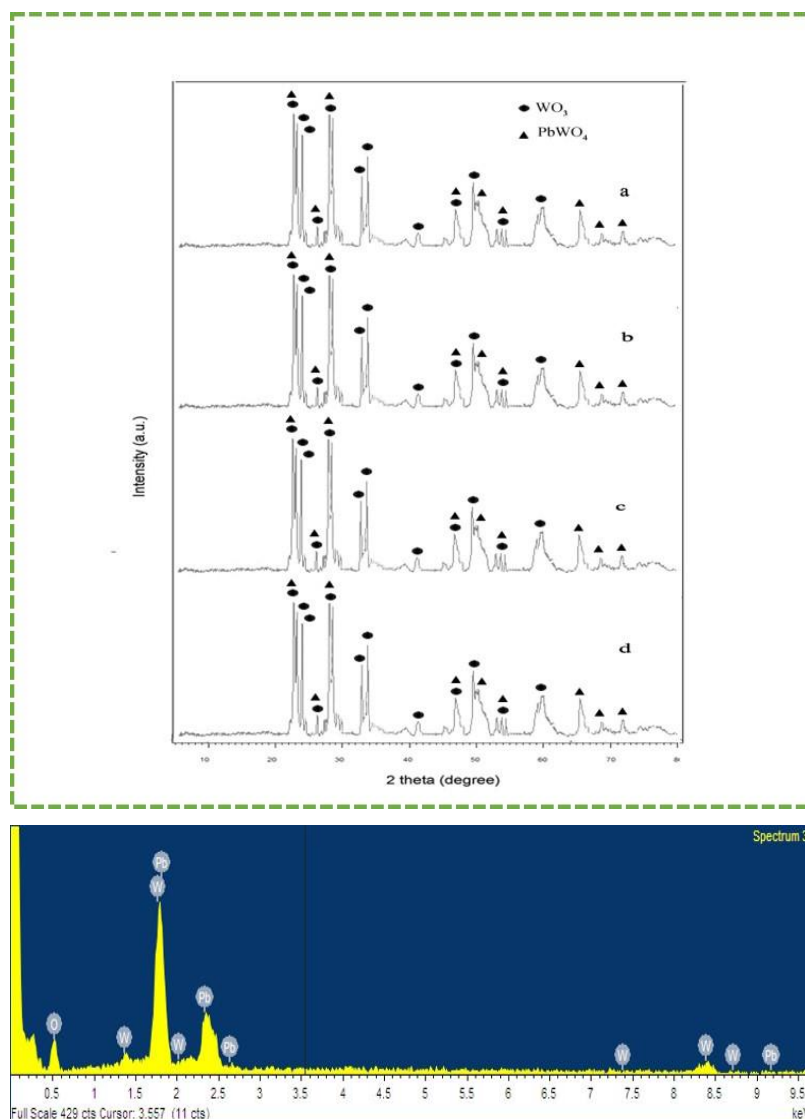 WO3
PbWO4
a
b
c
d
Intensity (a.u.)
10 20 30 40 50 60 70
2 theta (degree)
Spectrum 3
Pb
W
O
W
W
Pb
Pb
W
W
W
Pb
0.5 1 1.5 2 2.5 3 3.5 4 4.5 5 5.5 6 6.5 7 7.5 8 8.5 9 9.5
Full Scale 429 cts Cursor: 3.557 (11 cts)